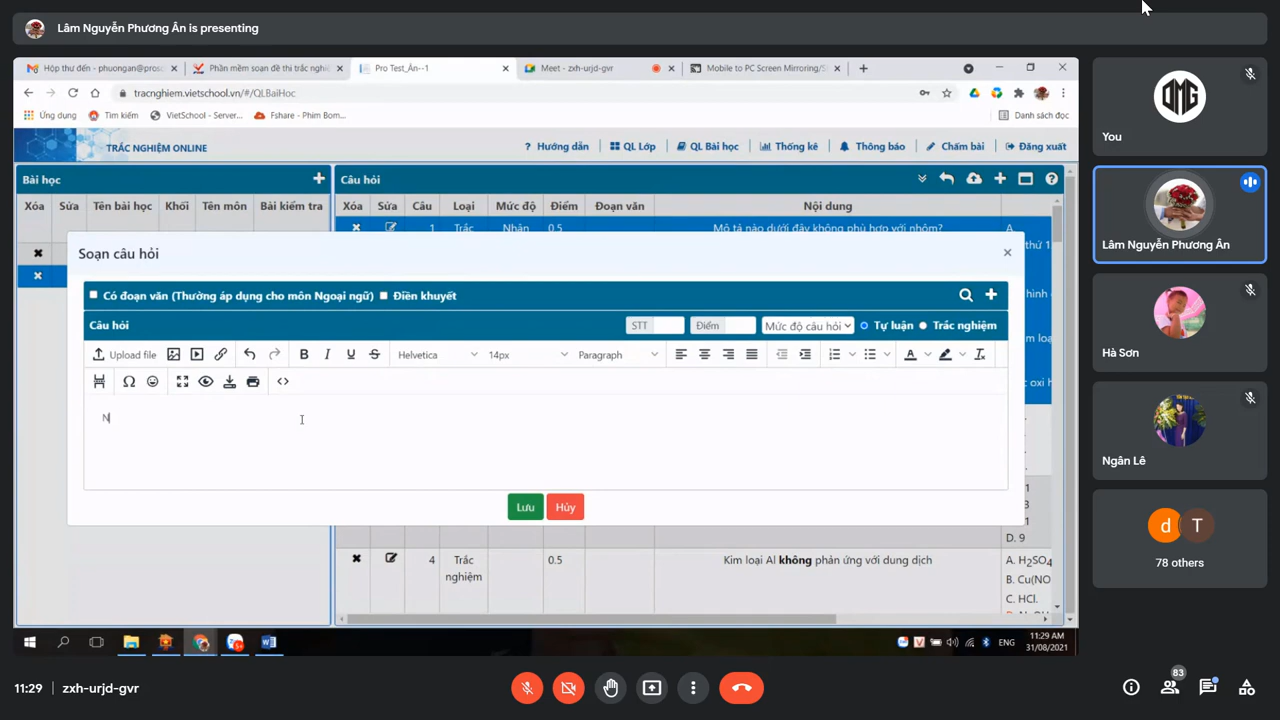 Lâm Nguyễn Phương Ân is presenting
Hộp thư đến - phuongan@prosc
Phần mềm soạn đề thi trắc nghi
Pro Test_Ân--1
Meet - zxh-urjd-gvr
Mobile to PC Screen Mirroring/S
tracnghiem.vietschool.vn/#/QLBaiHoc
Ứng dụng
Tìm kiếm
VietSchool - Server...
Fshare - Phim Bom...
Danh sách đọc
TRẮC NGHIỆM ONLINE
? Hướng dẫn
QL Lớp
QL Bài học
Thống kê
Thông báo
Chấm bài
Đăng xuất
Bài học
Câu hỏi
Xóa Sửa Tên bài học Khối Tên môn Bài kiểm tra
Xóa Sửa Câu Loại Mức độ Điểm Đoạn văn Nội dung
1 Trắc Nhận 0.5 Mô tả nào dưới đây không phù hợp với nhôm? A.
Soạn câu hỏi
Có đoạn văn (Thường áp dụng cho môn Ngoại ngữ) Điền khuyết
Câu hỏi STT Điểm Mức độ câu hỏi Tự luận Trắc nghiệm
Upload file Helvetica 14px Paragraph
N
Lưu Hủy
D. 9
4 Trắc nghiệm 0.5 Kim loại Al không phản ứng với dung dịch A. H₂SO₄
B. Cu(NO
C. HCl.
ENG
11:29 AM
31/08/2021
OMG
You
Lâm Nguyễn Phương Ân
Hà Sơn
Ngân Lê
d T
78 others
11:29 zxh-urjd-gvr
83